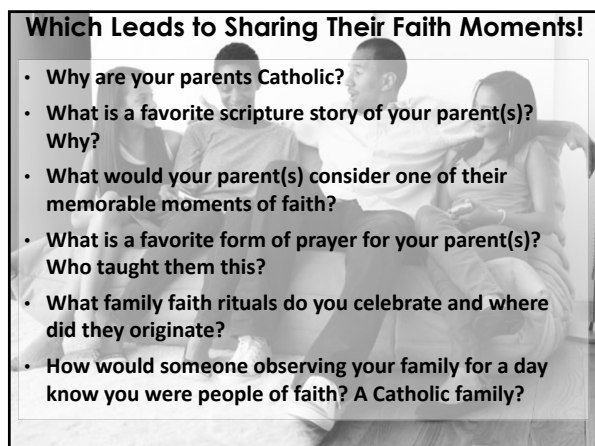 Which Leads to Sharing Their Faith Moments!
• Why are your parents Catholic?
• What is a favorite scripture story of your parent(s)?
Why?
• What would your parent(s) consider one of their
memorable moments of faith?
• What is a favorite form of prayer for your parent(s)?
Who taught them this?
• What family faith rituals do you celebrate and where
did they originate?
• How would someone observing your family for a day
know you were people of faith? A Catholic family?